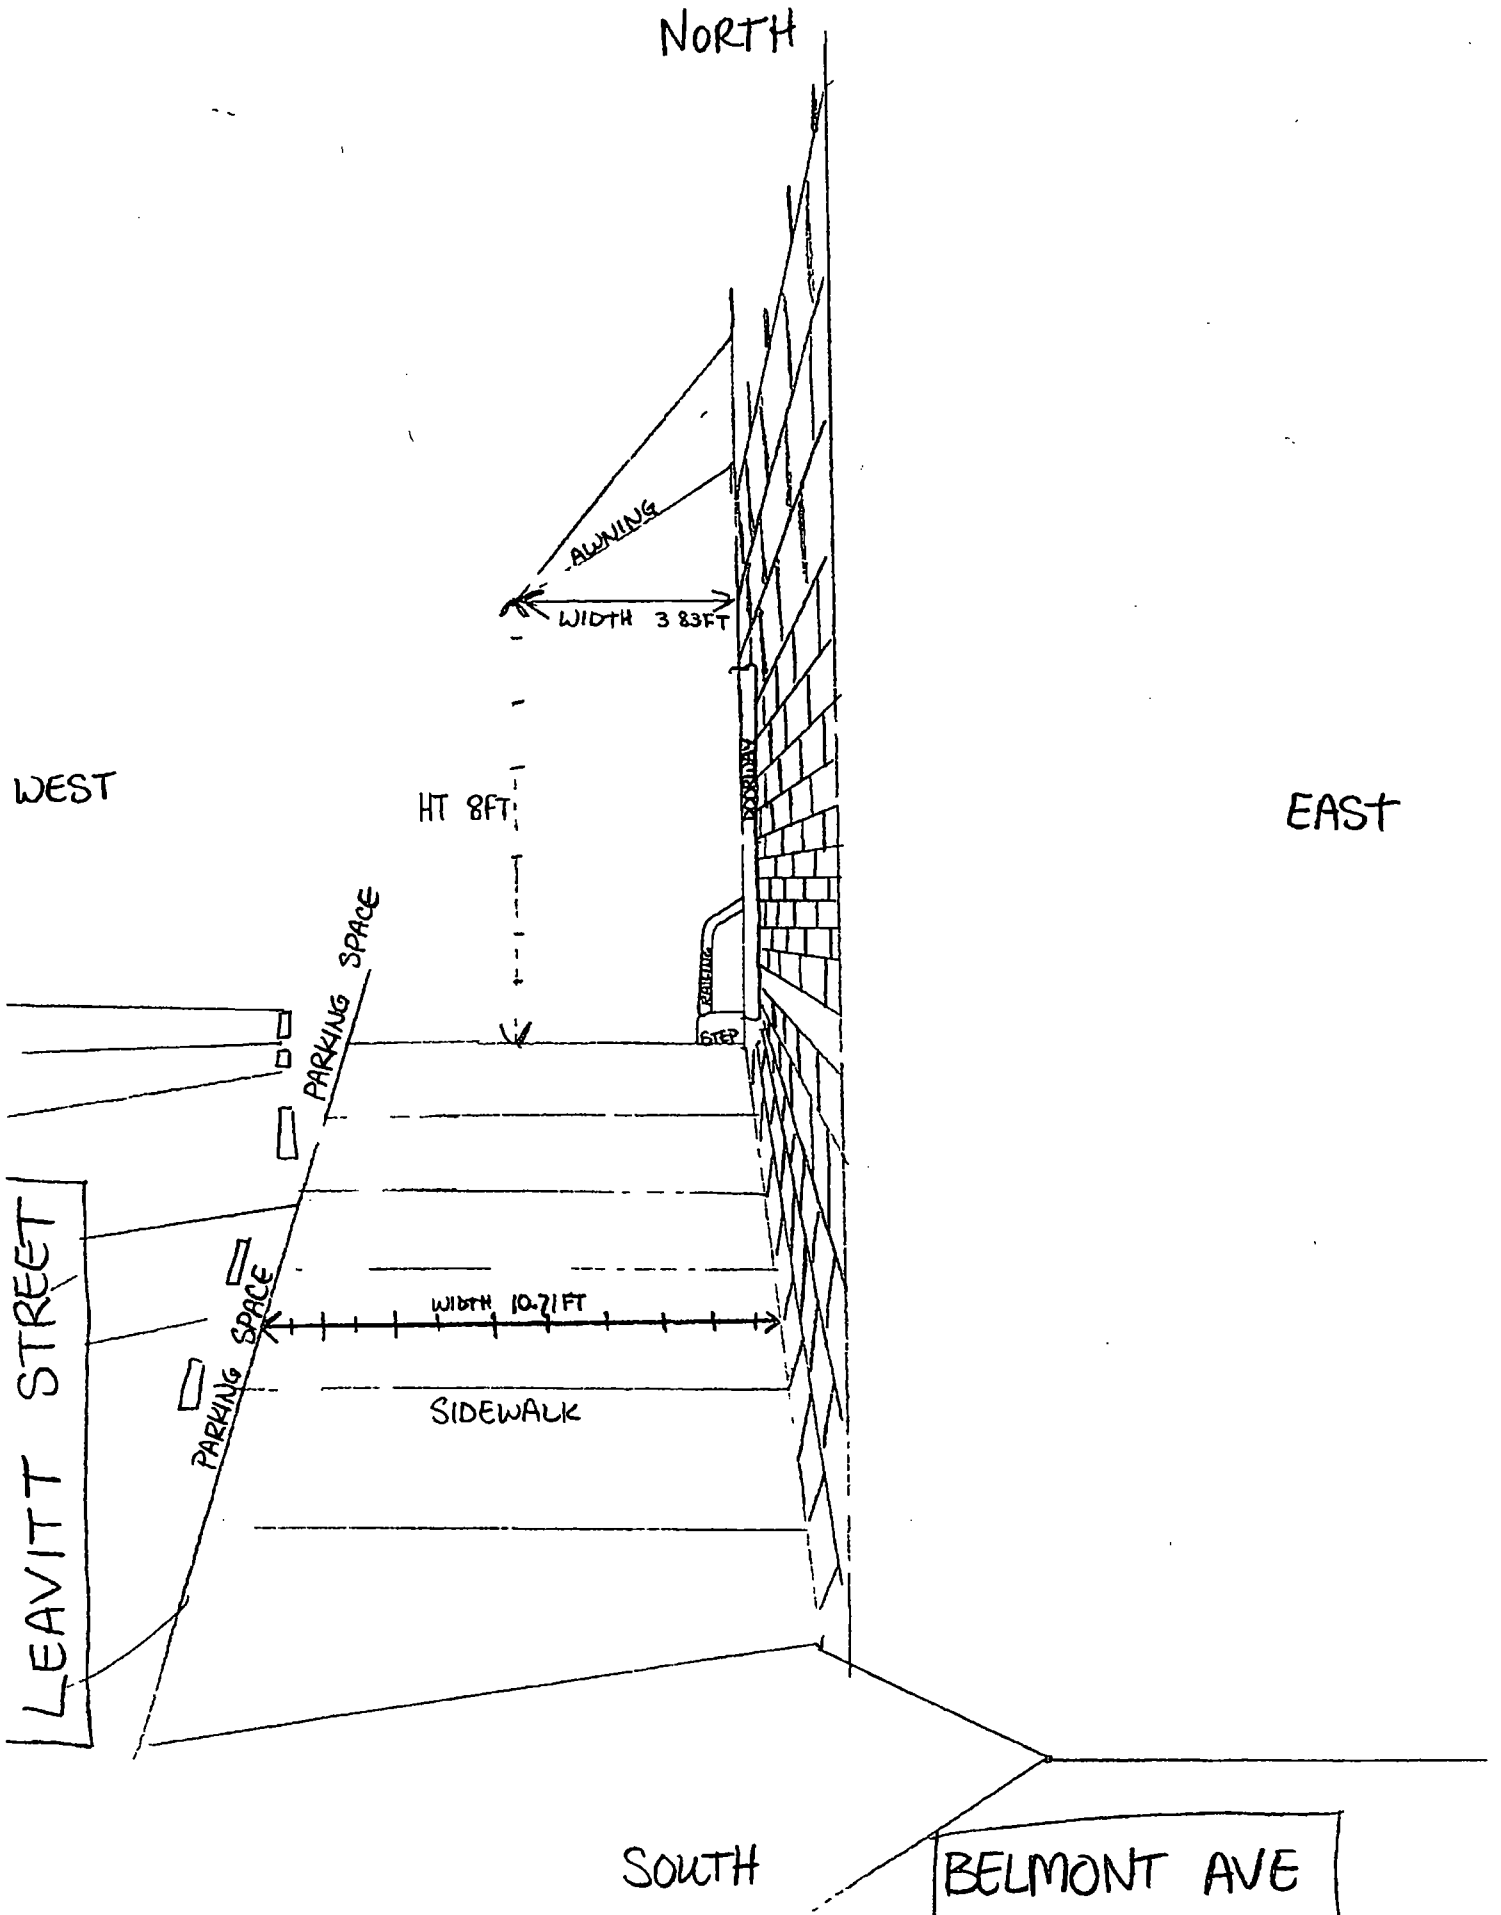 NORTH
AWNING
WIDTH 3 83FT
WEST
HT 8FT
DOORWAY
EAST
PARKING SPACE
RAILING
STEP
LEAVITT STREET
PARKING SPACE
WIDTH 10.71FT
SIDEWALK
SOUTH
BELMONT AVE